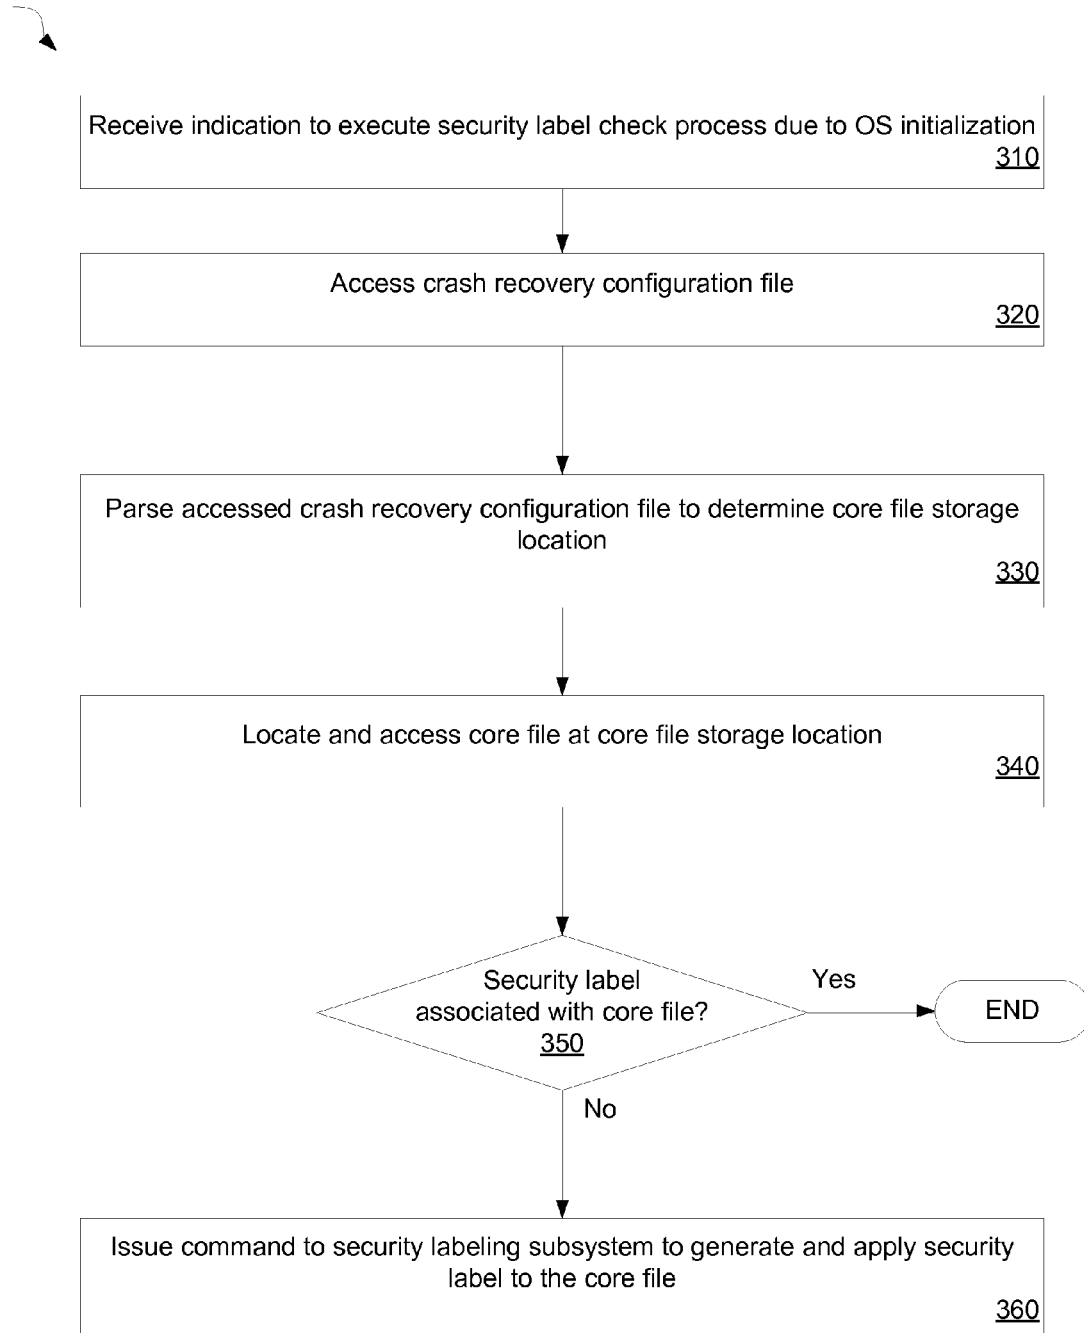 Receive indication to execute security label check process due to OS initialization
310
Access crash recovery configuration file
320
Parse accessed crash recovery configuration file to determine core file storage
location
330
Locate and access core file at core file storage location
340
Security label
associated with core file?
350
Yes
END
No
Issue command to security labeling subsystem to generate and apply security
label to the core file
360